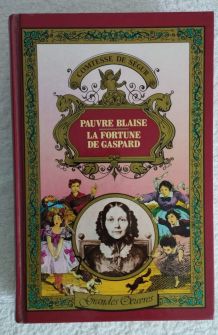 COMTESSE DE SÉGUR
PAUVRE BLAISE
LA FORTUNE
DE GASPARD
Grandes Œuvres